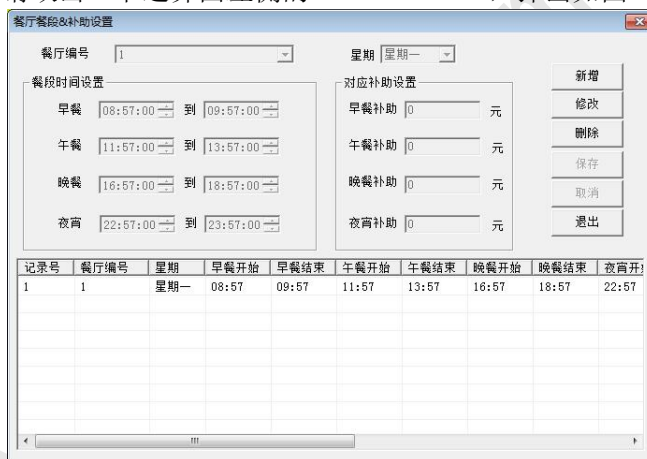 餐厅餐段&补助设置
餐厅编号 1 星期 星期一
餐段时间设置 对应补助设置 新增
早餐 08:57:00 到 09:57:00 早餐补助 0 元 修改
午餐 11:57:00 到 13:57:00 午餐补助 0 元 删除
保存
晚餐 16:57:00 到 18:57:00 晚餐补助 0 元 取消
夜宵 22:57:00 到 23:57:00 夜宵补助 0 元 退出
记录号 餐厅编号 星期 早餐开始 早餐结束 午餐开始 午餐结束 晚餐开始 晚餐结束 夜宵开
1 1 星期一 08:57 09:57 11:57 13:57 16:57 18:57 22:57